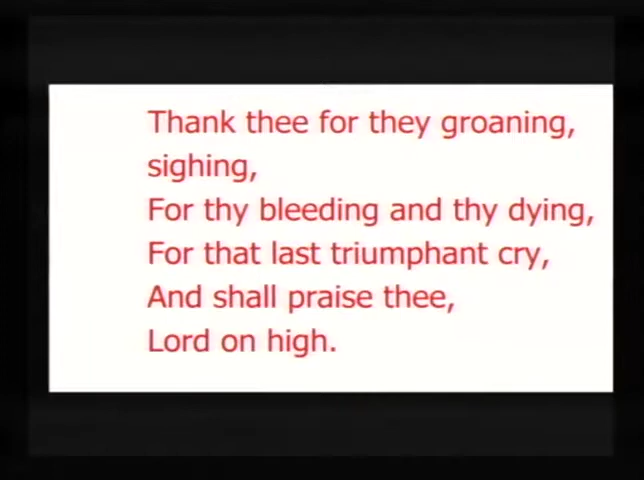 Thank thee for they groaning,
sighing,
For thy bleeding and thy dying,
For that last triumphant cry,
And shall praise thee,
Lord on high.